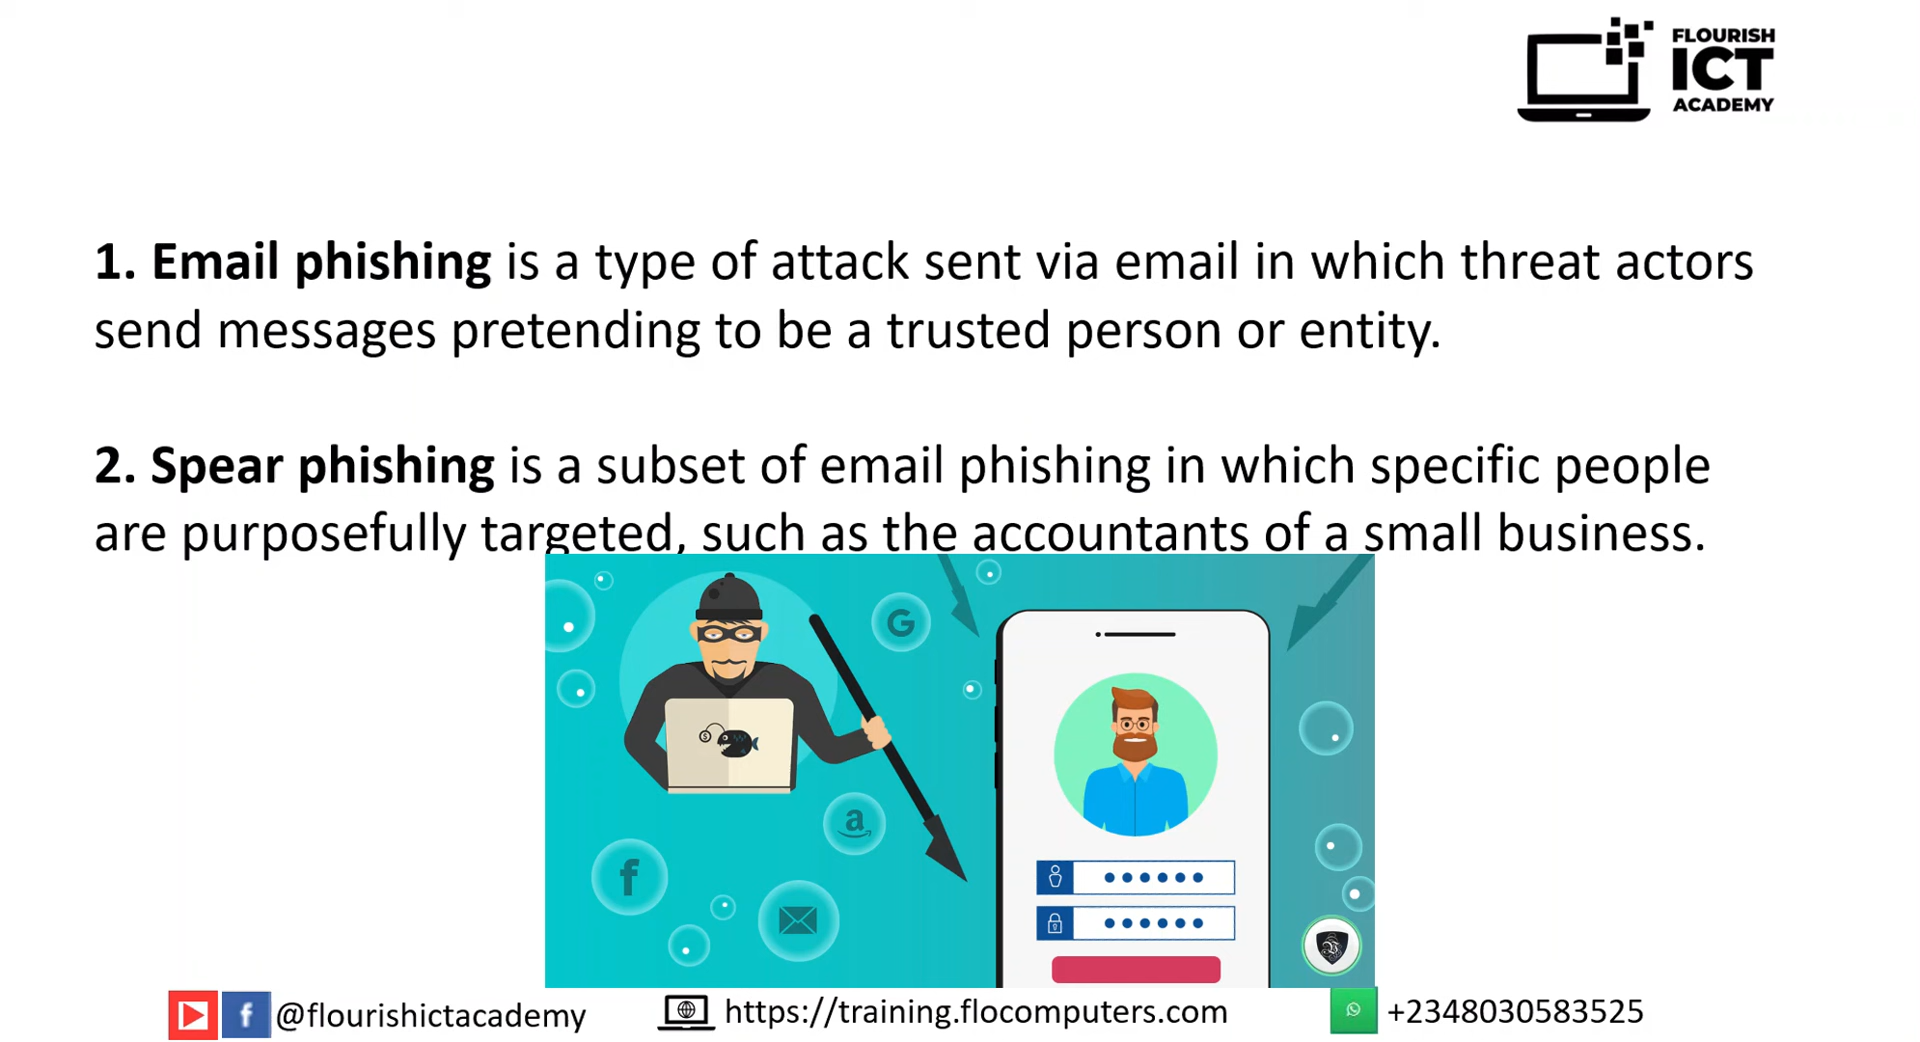 FLOURISH
ICT
ACADEMY
1. Email phishing is a type of attack sent via email in which threat actors
send messages pretending to be a trusted person or entity.
2. Spear phishing is a subset of email phishing in which specific people
are purposefully targeted, such as the accountants of a small business.
G
a
f
@flourishictacademy
https://training.flocomputers.com
+2348030583525